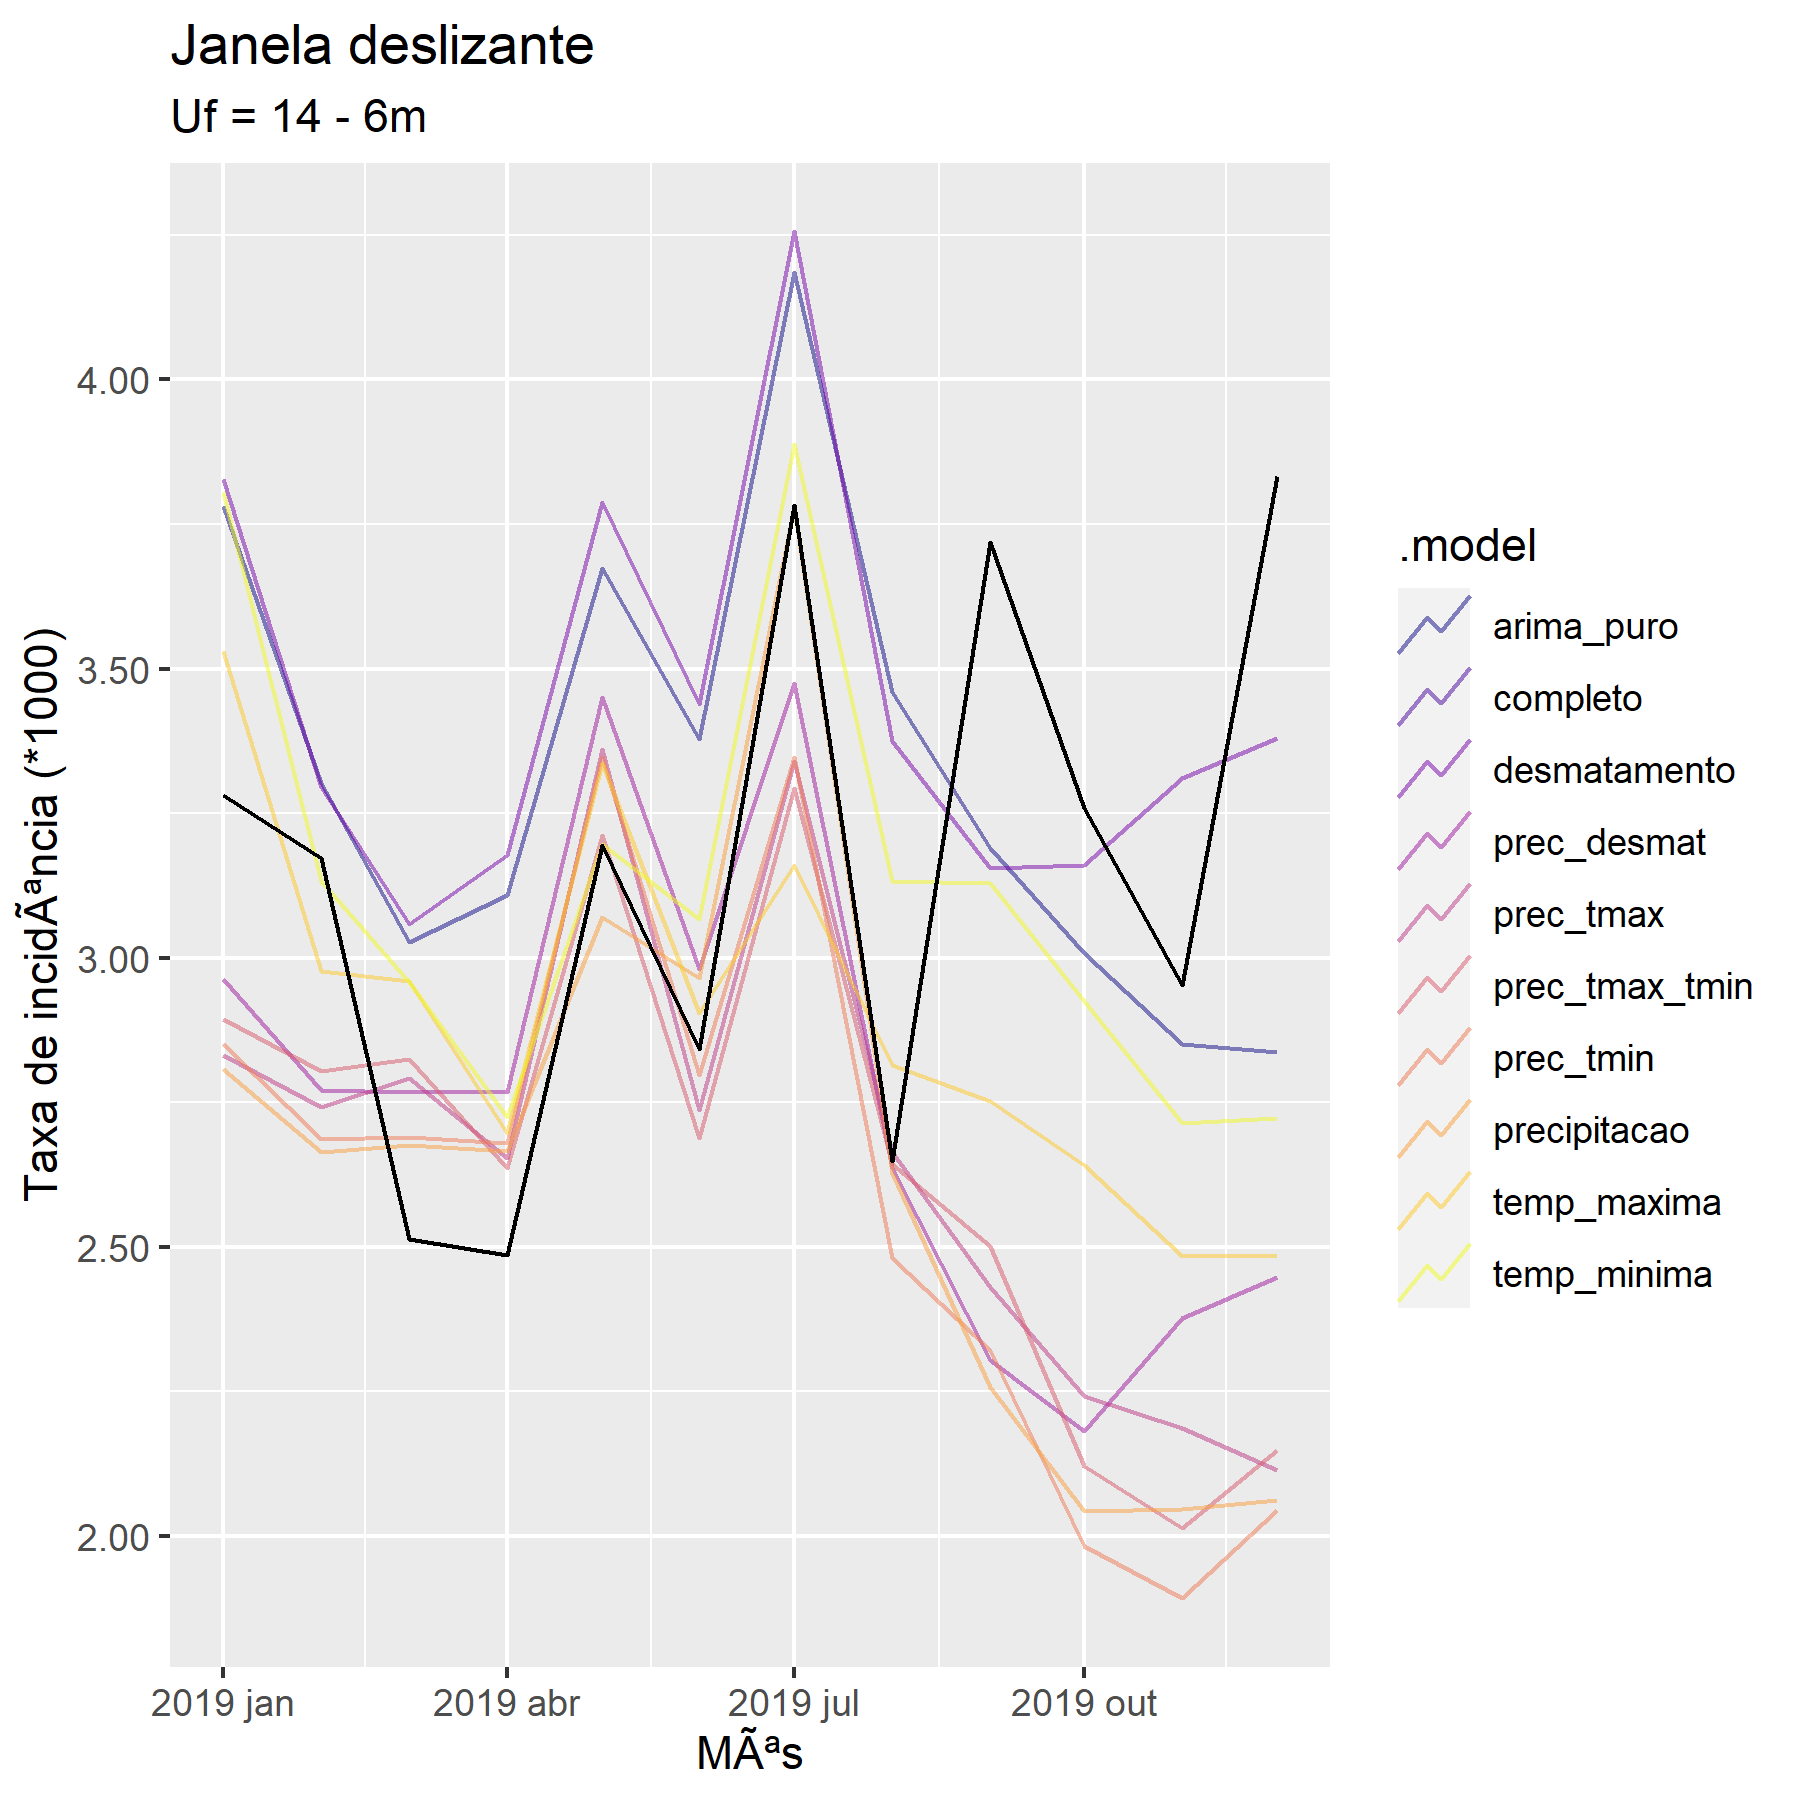 Janela deslizante
Uf = 14 - 6m
Taxa de incidÃªncia (*1000)
4.00
3.50
3.00
2.50
2.00
2019 jan
2019 abr
2019 jul
2019 out
MÃªs
.model
arima_puro
completo
desmatamento
prec_desmat
prec_tmax
prec_tmax_tmin
prec_tmin
precipitacao
temp_maxima
temp_minima